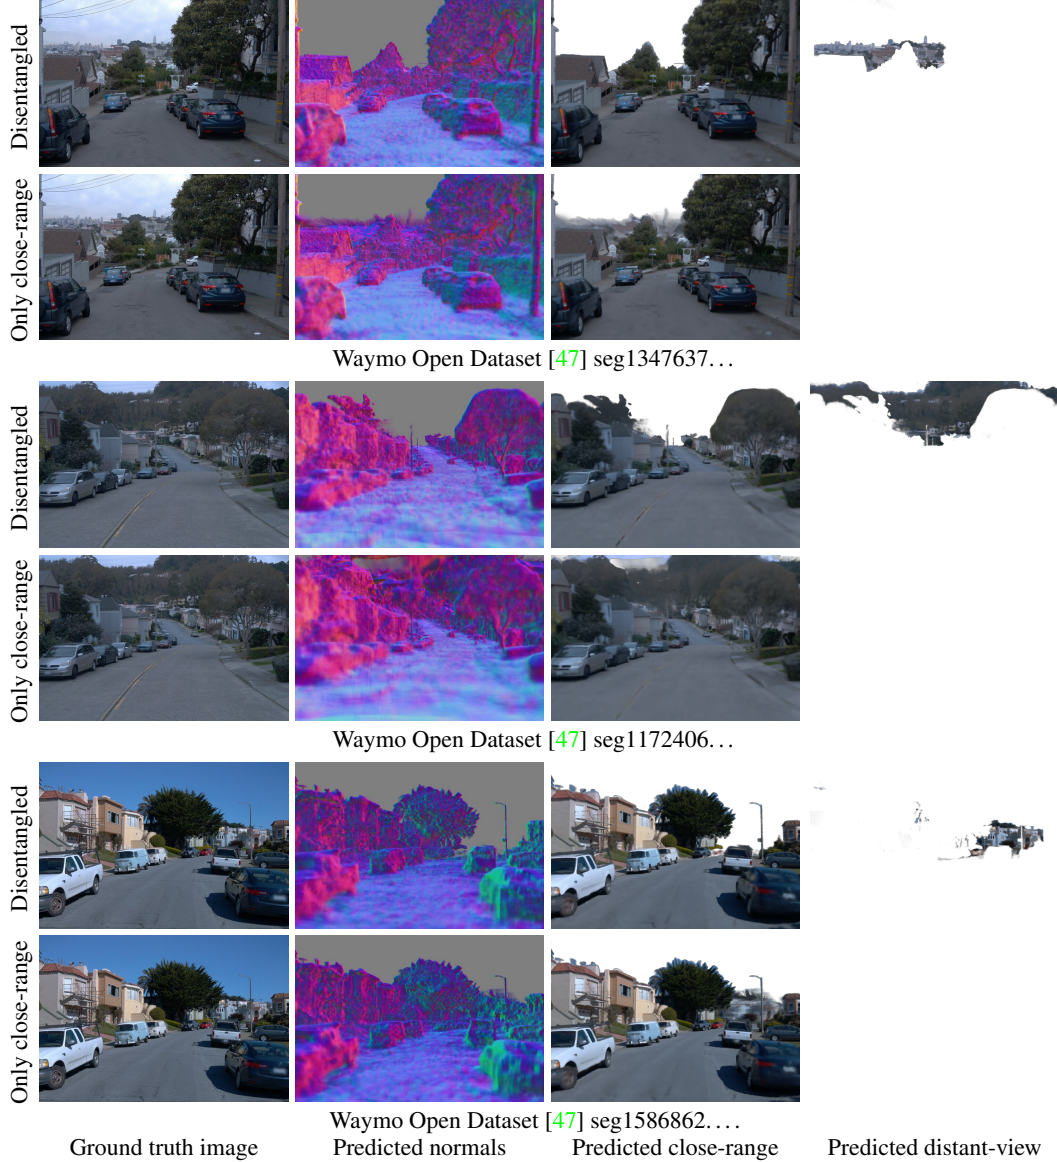 Disentangled
Only close-range
Waymo Open Dataset [47] seg1347637...
Disentangled
Only close-range
Waymo Open Dataset [47] seg1172406...
Disentangled
Only close-range
Waymo Open Dataset [47] seg1586862....
Ground truth image
Predicted normals
Predicted close-range
Predicted distant-view